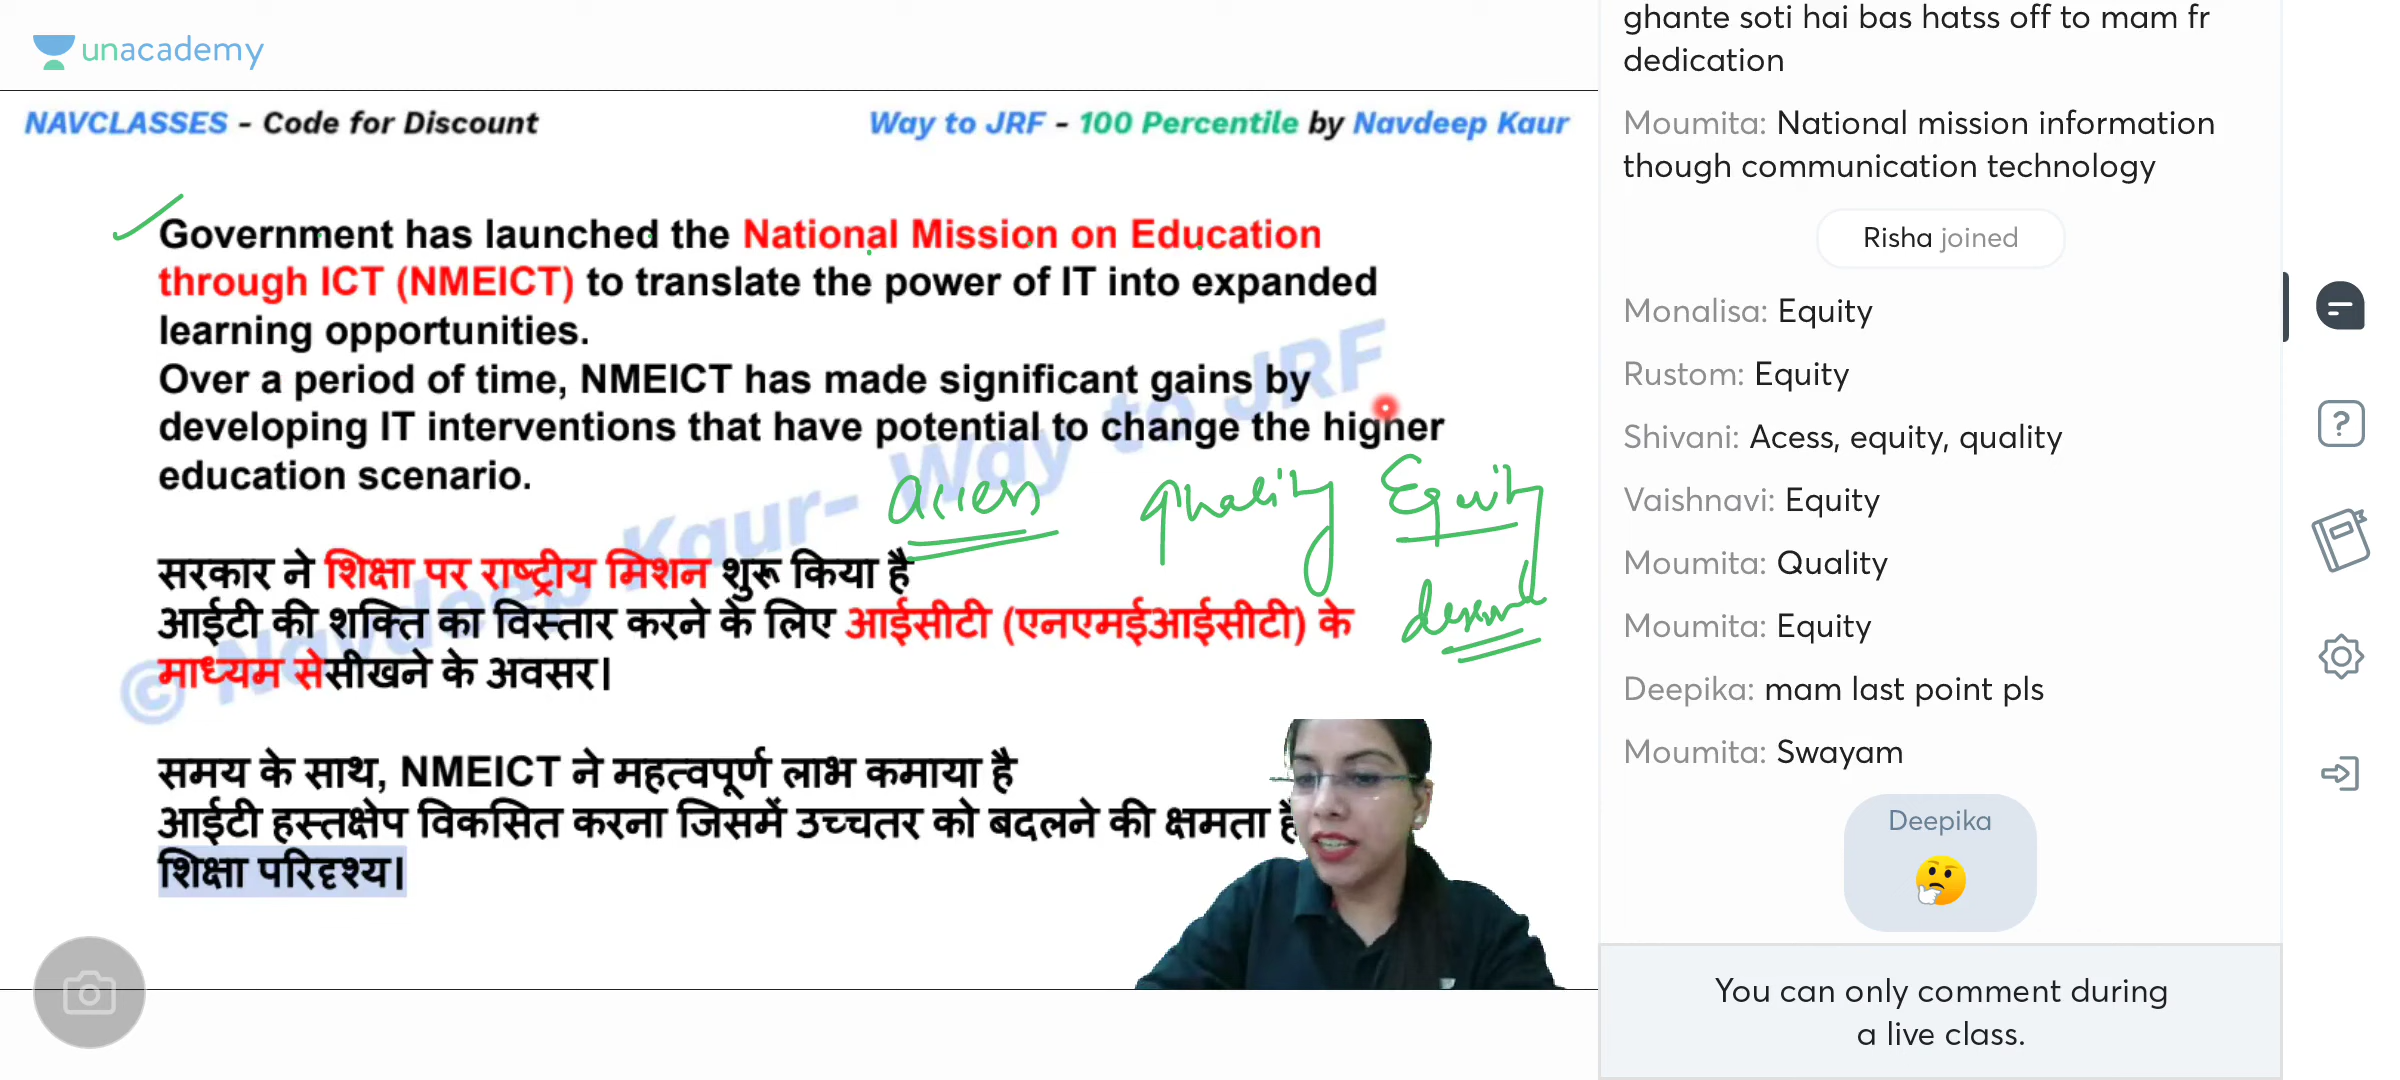 unacademy
NAVCLASSES - Code for Discount
Way to JRF - 100 Percentile by Navdeep Kaur
Government has launched the National Mission on Education
through ICT (NMEICT) to translate the power of IT into expanded
learning opportunities.
Over a period of time, NMEICT has made significant gains by
developing IT interventions that have potential to change the higher
education scenario.
access quality Equity
© Navdeep Kaur- Way to JRF
सरकार ने शिक्षा पर राष्ट्रीय मिशन शुरू किया है
आईटी की शक्ति का विस्तार करने के लिए आईसीटी (एनएमईआईसीटी) के
माध्यम सेसीखने के अवसर।
समय के साथ, NMEICT ने महत्वपूर्ण लाभ कमाया है
आईटी हस्तक्षेप विकसित करना जिसमें उच्चतर को बदलने की क्षमता है
शिक्षा परिदृश्य।
ghante soti hai bas hatss off to mam fr
dedication
Moumita: National mission information
though communication technology
Risha joined
Monalisa: Equity
Rustom: Equity
Shivani: Acess, equity, quality
Vaishnavi: Equity
Moumita: Quality
Moumita: Equity
Deepika: mam last point pls
Moumita: Swayam
Deepika
You can only comment during
a live class.